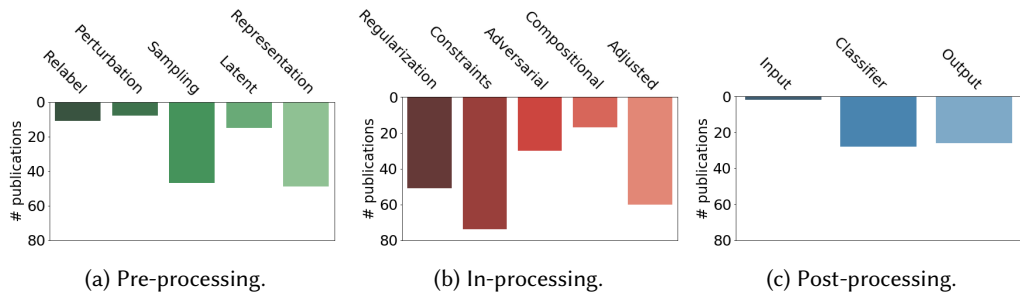 Relabel
Perturbation
Sampling
Latent
Representation
0
20
40
60
80
# publications
(a) Pre-processing.
Regularization
Constraints
Adversarial
Compositional
Adjusted
0
20
40
60
80
# publications
(b) In-processing.
Input
Classifier
Output
0
20
40
60
80
# publications
(c) Post-processing.